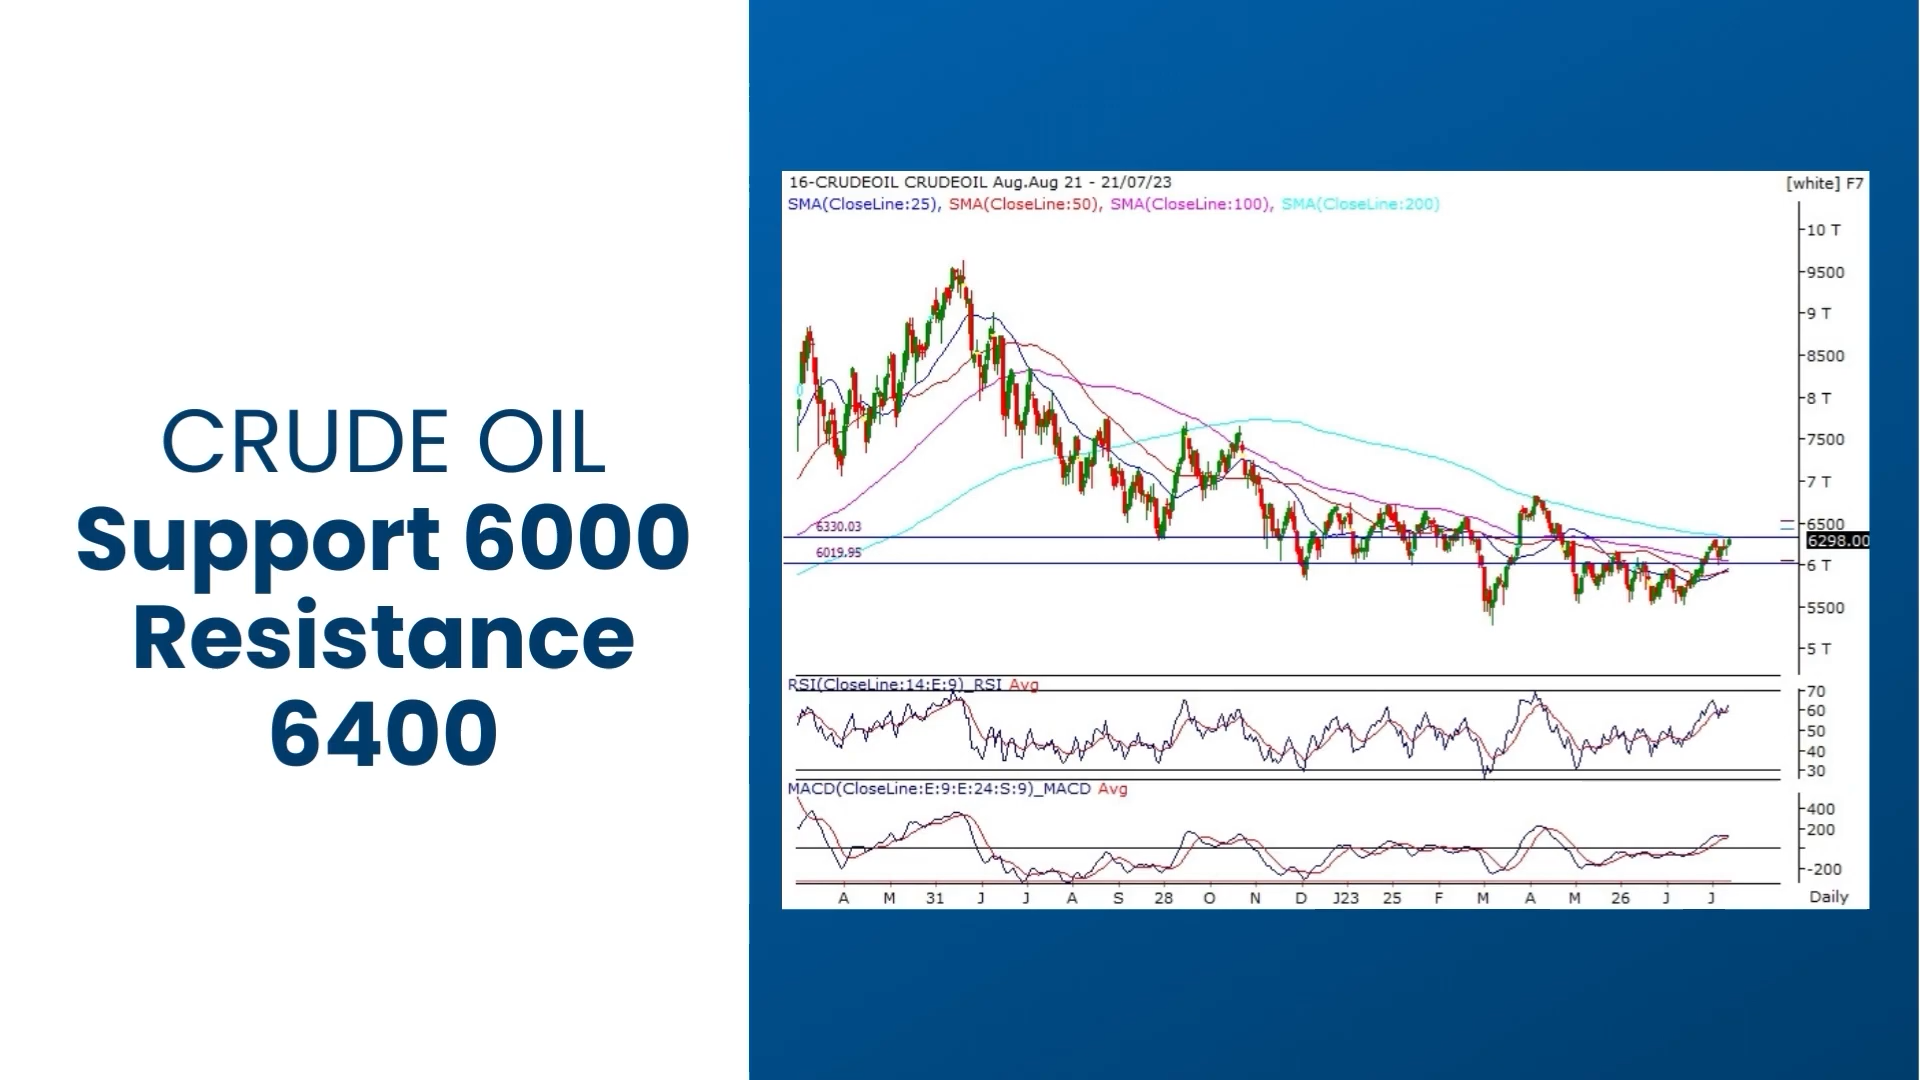 CRUDE OIL
Support 6000
Resistance
6400
16-CRUDEOIL CRUDEOIL Aug.Aug 21 - 21/07/23
[white] F7
SMA(CloseLine:25), SMA(CloseLine:50), SMA(CloseLine:100), SMA(CloseLine:200)
10 T
9500
9 T
8500
8 T
7500
7 T
6500
6298.00
6 T
5500
5 T
6330.03
6019.95
RSI(CloseLine:14:E:9)_RSI Avg
70
60
50
40
30
MACD(CloseLine:E:9:E:24:S:9)_MACD Avg
400
200
-200
A M 31 J J A S 28 O N D J23 25 F M A M 26 J J
Daily